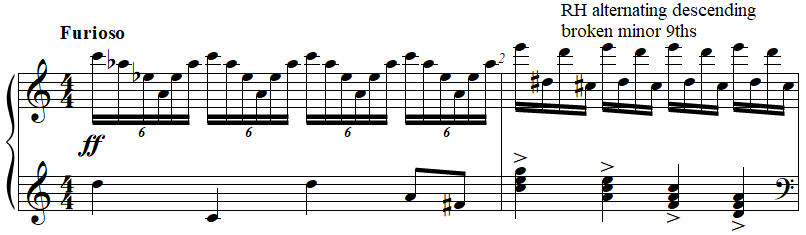 RH alternating descending
Furioso
broken minor 9ths
2
6 6 6 6
ff